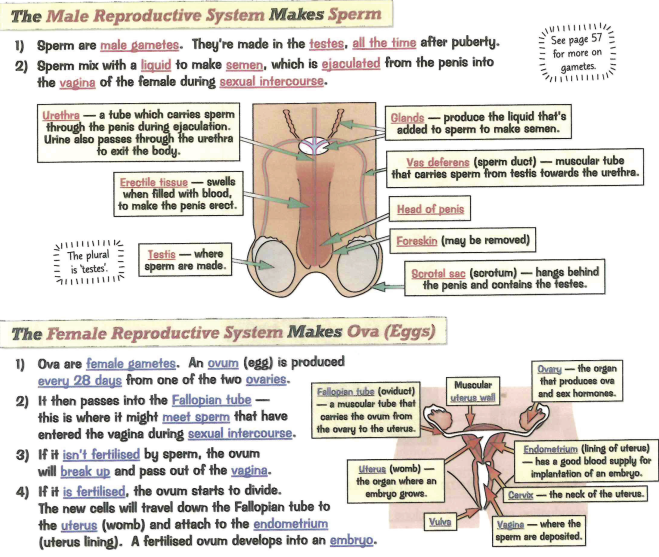 The Male Reproductive System Makes Sperm
1) Sperm are male gametes. They're made in the testes, all the time after puberty.
2) Sperm mix with a liquid to make semen, which is ejaculated from the penis into
the vagina of the female during sexual intercourse.
See page 57
for more on
gametes.
Urethra — a tube which carries sperm
through the penis during ejaculation.
Urine also passes through the urethra
to exit the body.
Glands — produce the liquid that's
added to sperm to make semen.
Vas deferens (sperm duct) — muscular tube
that carries sperm from testis towards the urethra.
Erectile tissue — swells
when filled with blood,
to make the penis erect.
Head of penis
Foreskin (may be removed)
The plural
is 'testes'.
Testis — where
sperm are made.
Scrotal sac (scrotum) — hangs behind
the penis and contains the testes.
The Female Reproductive System Makes Ova (Eggs)
1) Ova are female gametes. An ovum (egg) is produced
every 28 days from one of the two ovaries.
2) It then passes into the Fallopian tube —
this is where it might meet sperm that have
entered the vagina during sexual intercourse.
3) If it isn't fertilised by sperm, the ovum
will break up and pass out of the vagina.
4) If it is fertilised, the ovum starts to divide.
The new cells will travel down the Fallopian tube to
the uterus (womb) and attach to the endometrium
(uterus lining). A fertilised ovum develops into an embryo.
Fallopian tube (oviduct)
— a muscular tube that
carries the ovum from
the ovary to the uterus.
Muscular
uterus wall
Ovary — the organ
that produces ova
and sex hormones.
Uterus (womb) —
the organ where an
embryo grows.
Endometrium (lining of uterus)
— has a good blood supply for
implantation of an embryo.
Cervix — the neck of the uterus.
Vulva
Vagina — where the
sperm are deposited.